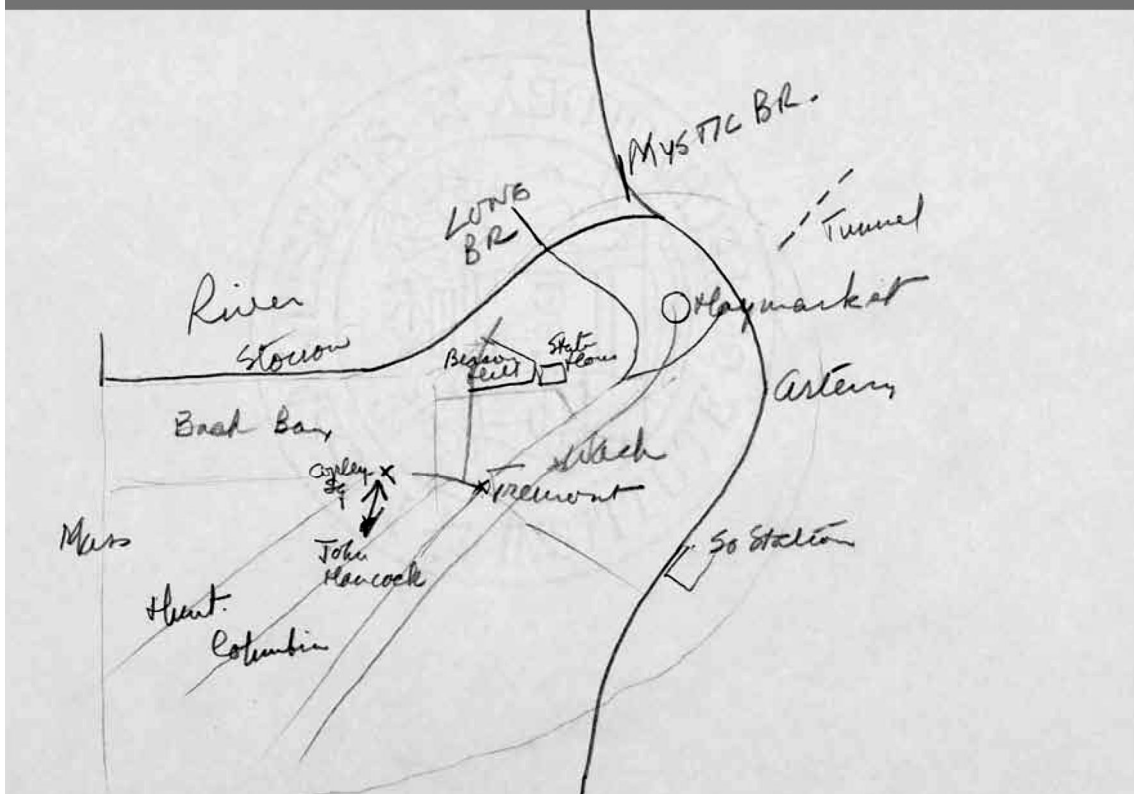 MYSTIC BR.
LONG
BR
Tunnel
River
Haymarket
Storrow
Beacon
Hill
State
House
Artery
Back Bay
Wash
Copley
Sq
Tremont
Mass
So Station
John
Hancock
Hunt.
Columbia